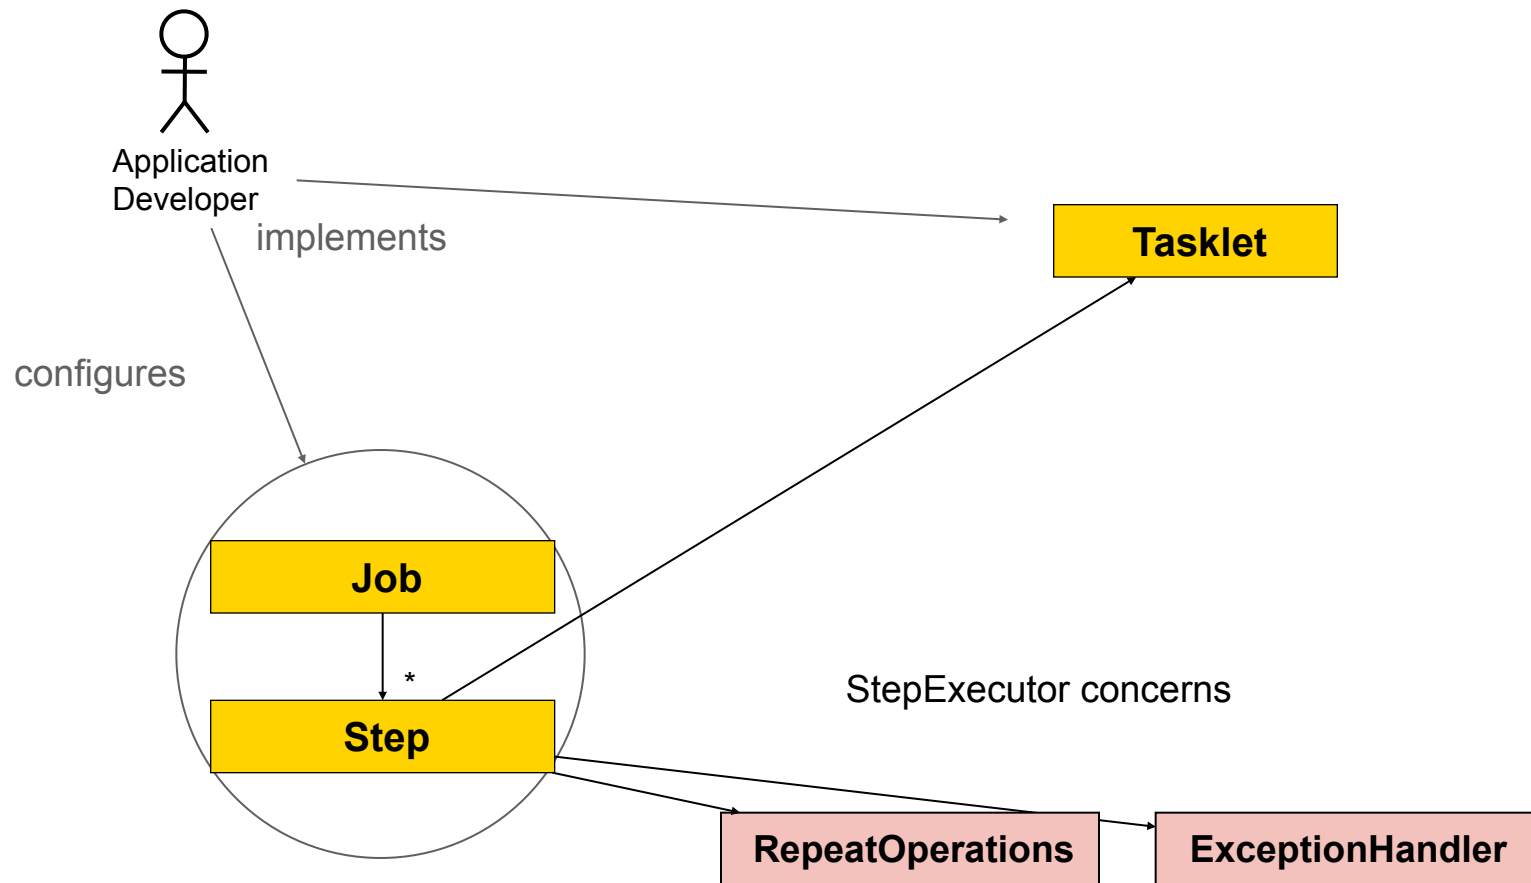 Application
Developer
implements
Tasklet
configures
Job
*
StepExecutor concerns
Step
RepeatOperations
ExceptionHandler